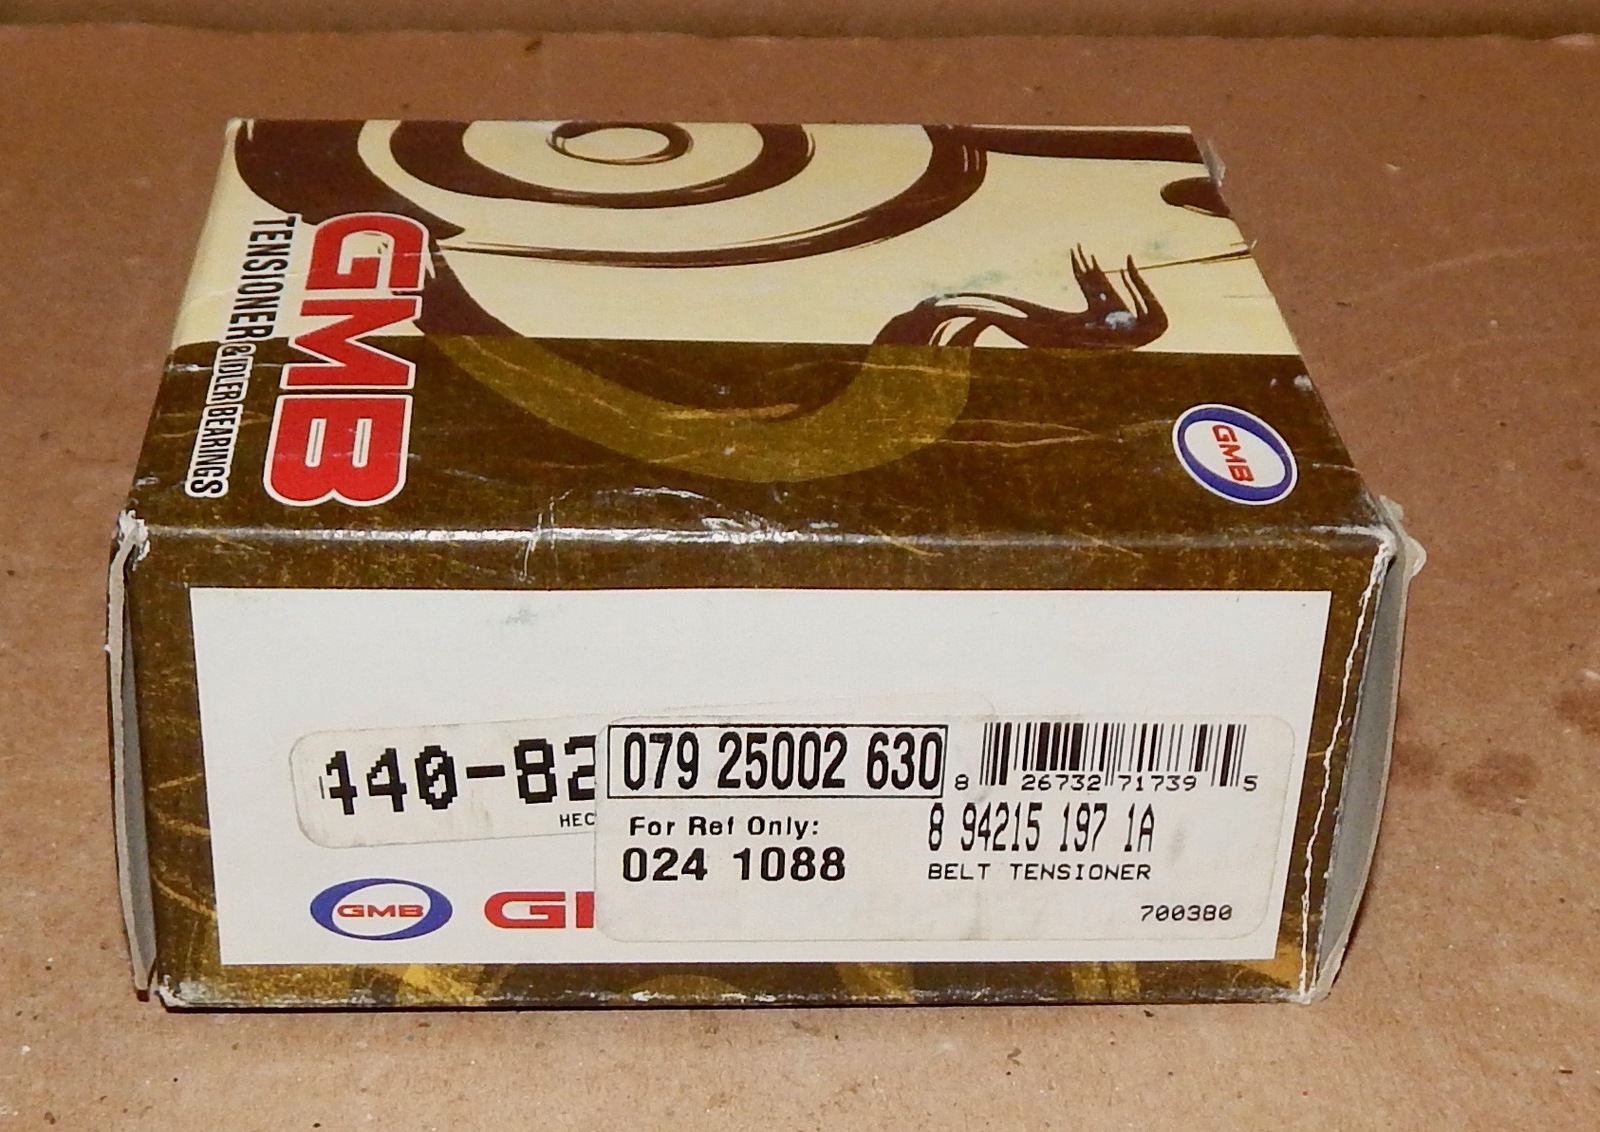 GMB
TENSIONER & IDLER BEARINGS
GMB
440-82
HEC
079 25002 630
8 26732 71739 5
For Ref Only:
024 1088
8 94215 197 1A
BELT TENSIONER
700380
GMB